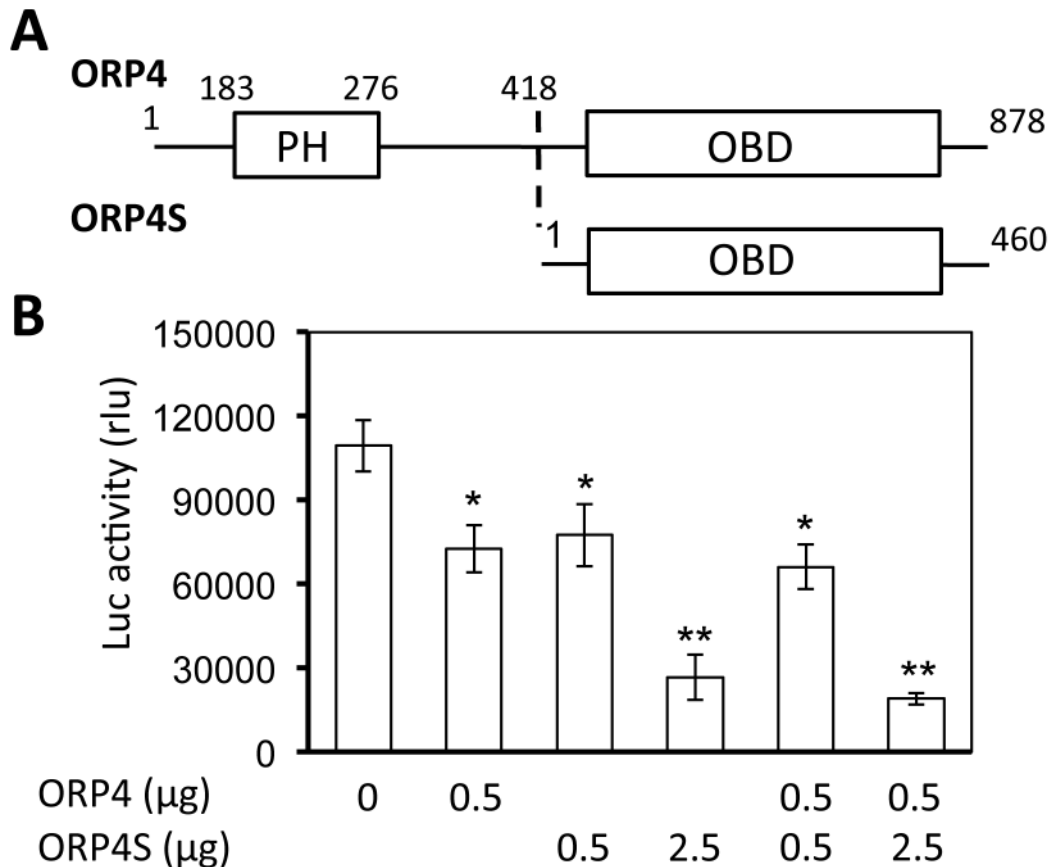 A
ORP4
183 276 418
1 PH OBD 878
ORP4S
1 OBD 460
B
150000
120000
90000
60000
30000
0
Luc activity (rlu)
* * ** * **
ORP4 (μg) 0 0.5 0.5 0.5
ORP4S (μg) 0.5 2.5 0.5 2.5